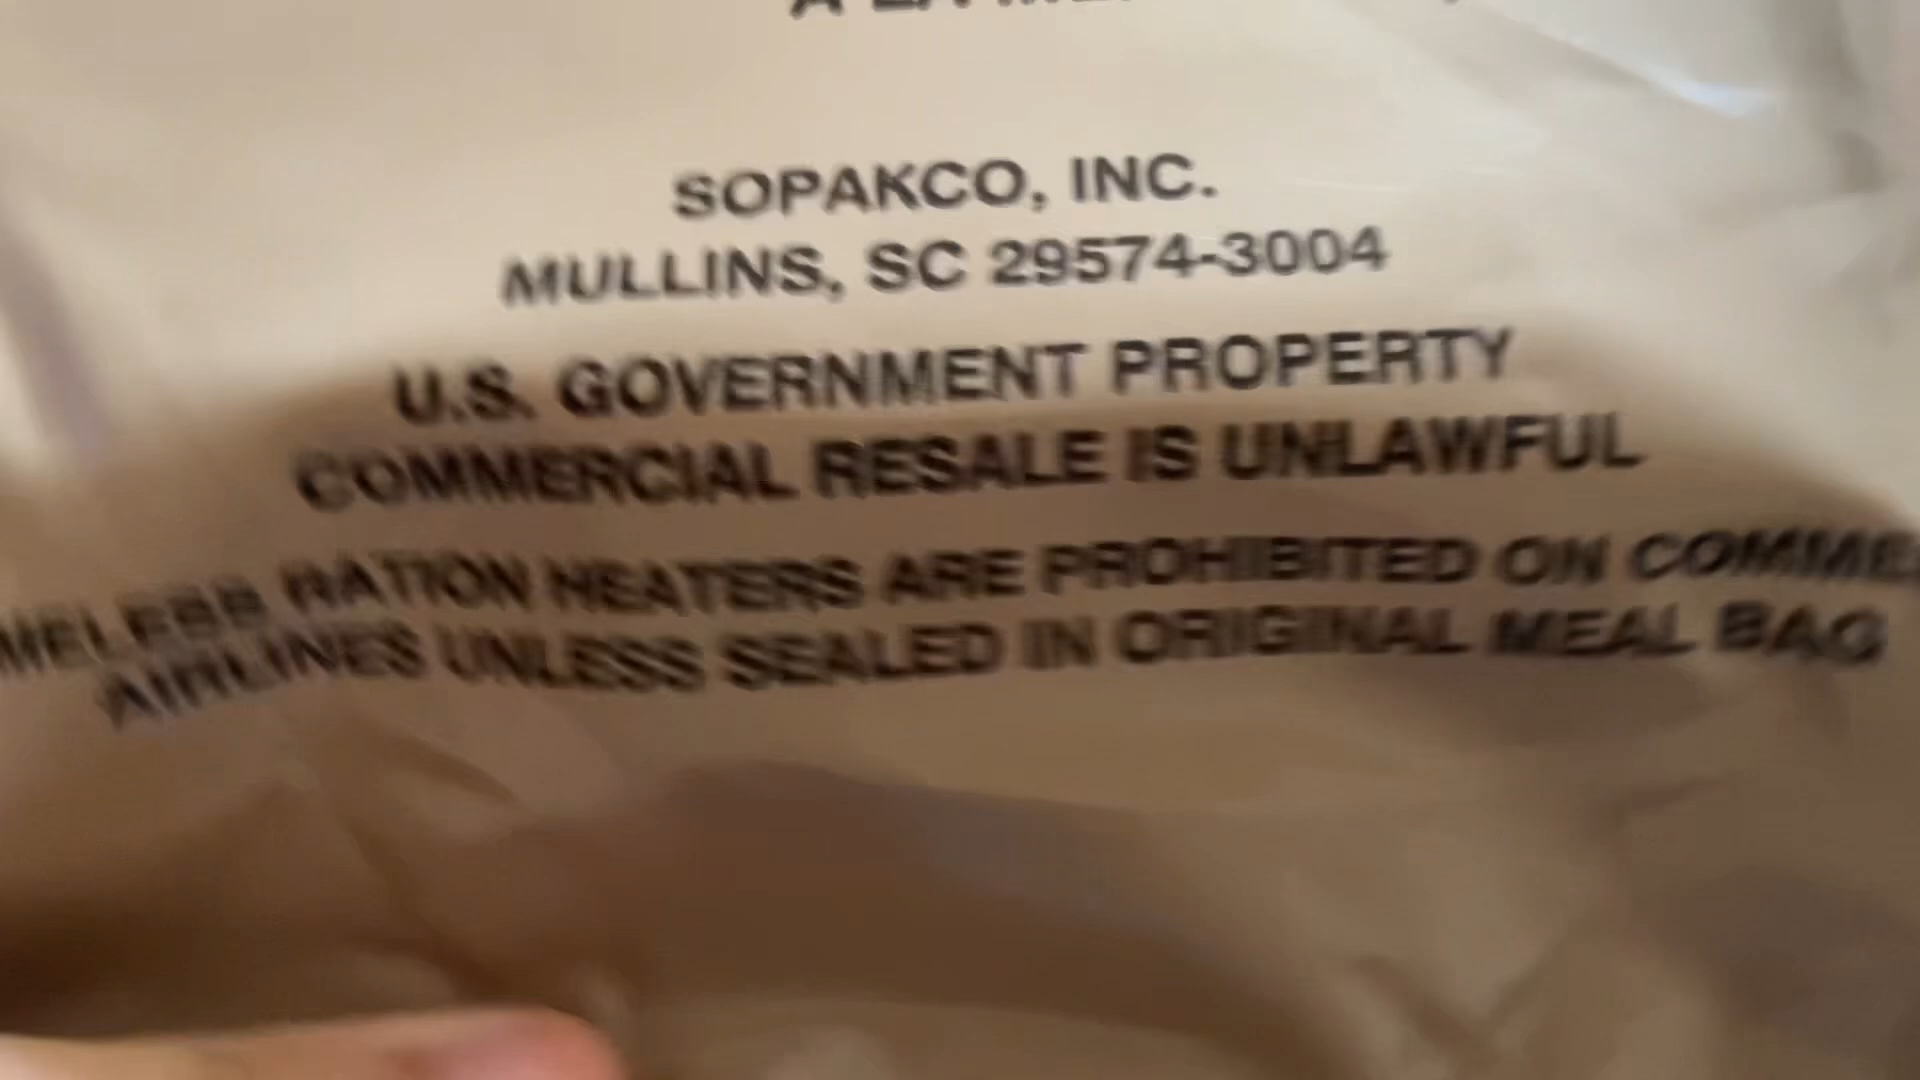 SOPAKCO, INC.
MULLINS, SC 29574-3004
U.S. GOVERNMENT PROPERTY
COMMERCIAL RESALE IS UNLAWFUL
RATION HEATERS ARE PROHIBITED ON
AIRLINES UNLESS SEALED IN ORIGINAL MEAL BAG